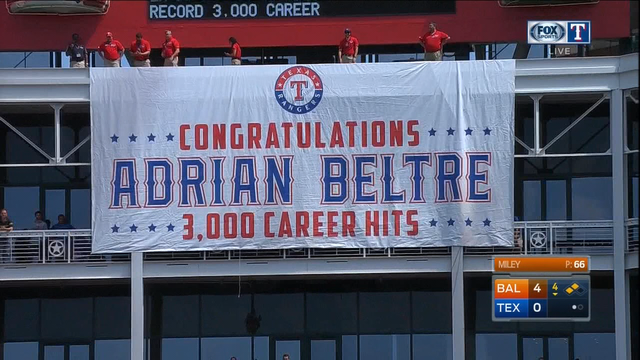 RECORD 3,000 CAREER
FOX
SPORTS
T
LIVE
TEXAS
T
RANGERS
CONGRATULATIONS
ADRIAN BELTRE
3,000 CAREER HITS
MILEY P: 66
BAL 4 4
TEX 0